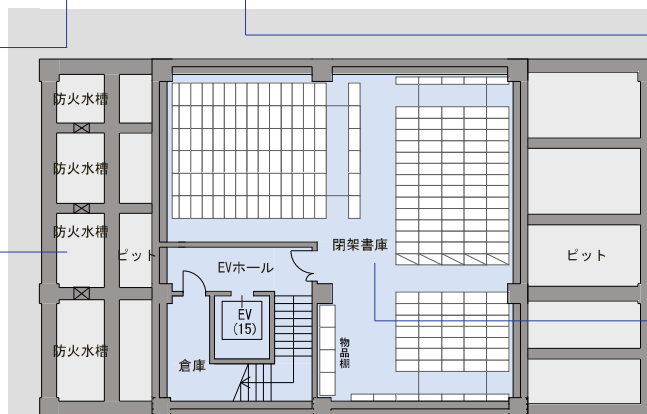 防火水槽
防火水槽
防火水槽
ピット
閉架書庫
ピット
EVホール
EV
(15)
防火水槽
倉庫
物品棚